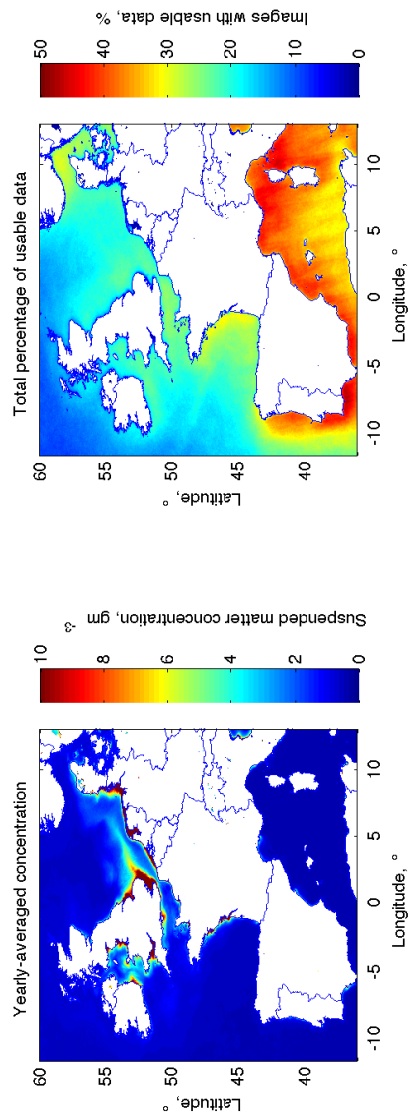 Yearly-averaged concentration
60
55
50
45
40
Latitude, °
-10 -5 0 5 10
Longitude, °
10
8
6
4
2
0
Suspended matter concentration, gm-3
Total percentage of usable data
60
55
50
45
40
Latitude, °
-10 -5 0 5 10
Longitude, °
50
40
30
20
10
0
Images with usable data, %